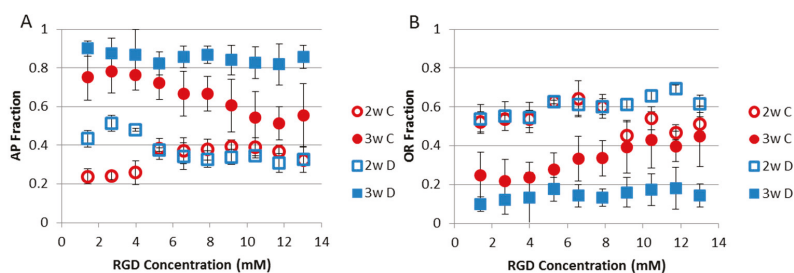 A
1
0.8
0.6
0.4
0.2
0
AP Fraction
0 2 4 6 8 10 12 14
RGD Concentration (mM)
2w C
3w C
2w D
3w D
B
1
0.8
0.6
0.4
0.2
0
OR Fraction
0 2 4 6 8 10 12 14
RGD Concentration (mM)
2w C
3w C
2w D
3w D